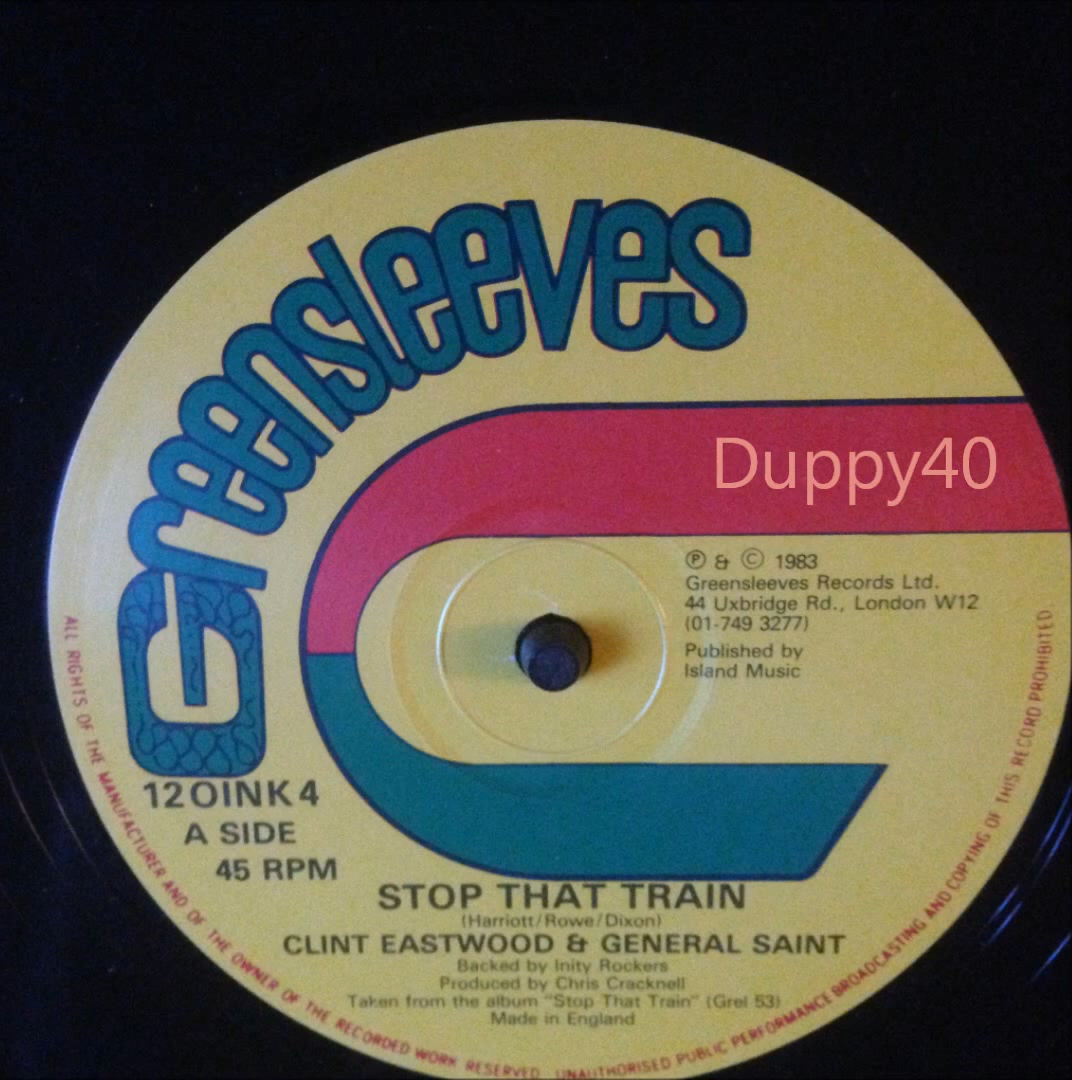 Greensleeves
Duppy40
℗ & © 1983
Greensleeves Records Ltd.
44 Uxbridge Rd., London W12
(01-749 3277)
Published by
Island Music
12OINK4
A SIDE
45 RPM
STOP THAT TRAIN
(Harriott/Rowe/Dixon)
CLINT EASTWOOD & GENERAL SAINT
Backed by Inity Rockers
Produced by Chris Cracknell
Taken from the album "Stop That Train" (Grel 53)
Made in England
ALL RIGHTS OF THE MANUFACTURER AND OF THE OWNER OF THE RECORDED WORK RESERVED. UNAUTHORISED PUBLIC PERFORMANCE BROADCASTING AND COPYING OF THIS RECORD PROHIBITED